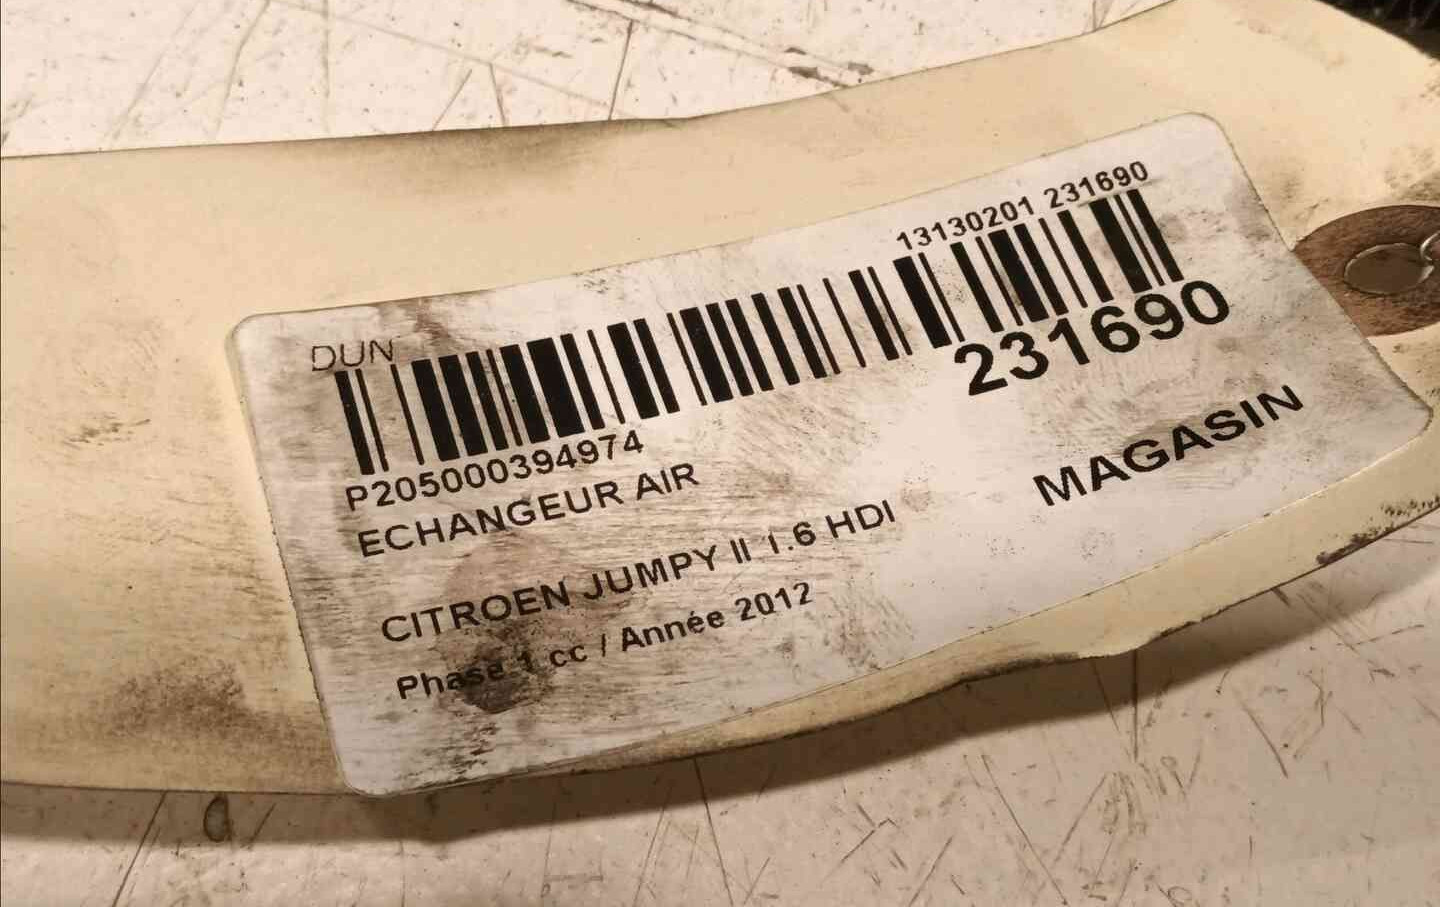 DUN
13130201 231690
P205000394974
231690
ECHANGEUR AIR
MAGASIN
CITROEN JUMPY II 1.6 HDI
Phase 1 cc / Année 2012